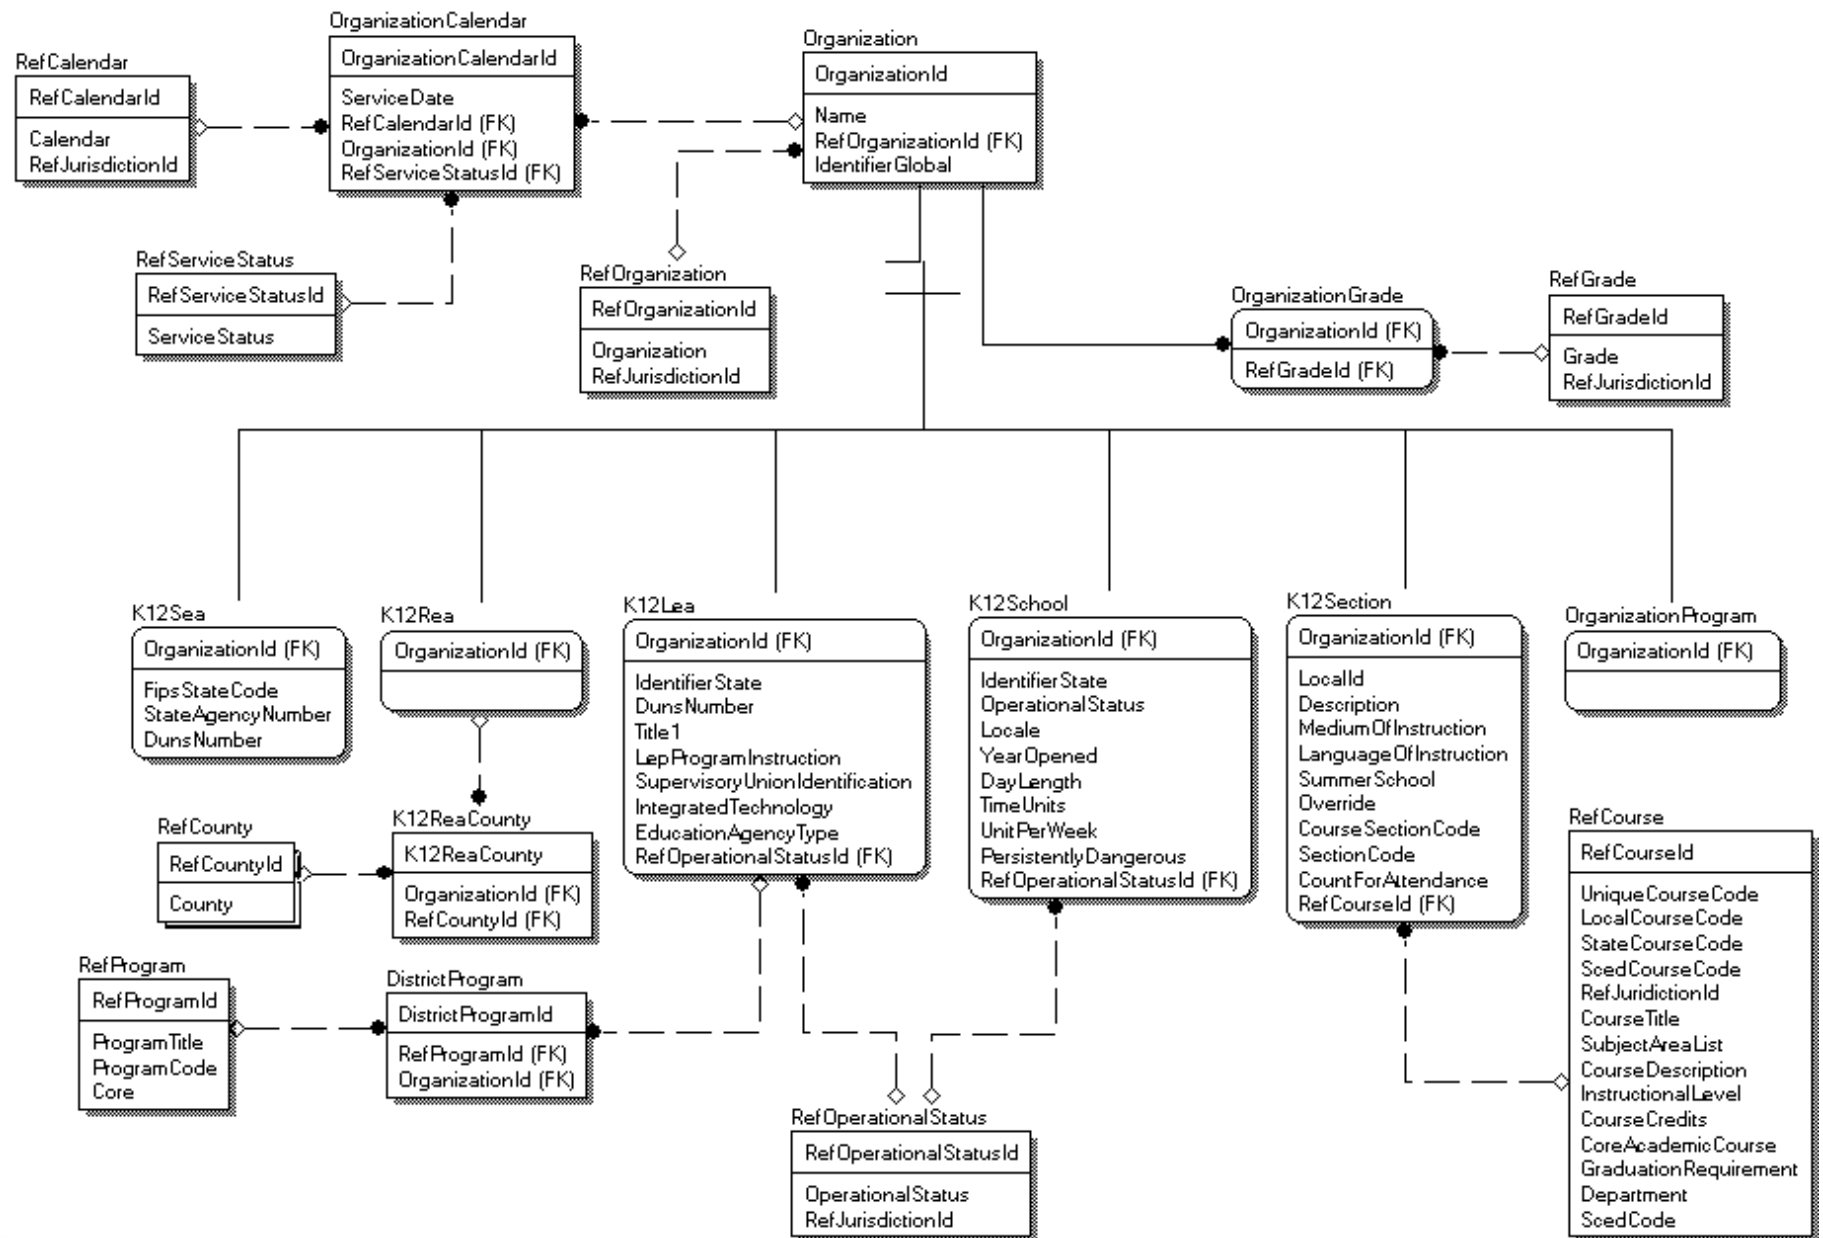 OrganizationCalendar
OrganizationCalendarId
ServiceDate
RefCalendarId (FK)
OrganizationId (FK)
RefServiceStatusId (FK)
Organization
OrganizationId
Name
RefOrganizationId (FK)
IdentifierGlobal
RefCalendar
RefCalendarId
Calendar
RefJurisdictionId
RefServiceStatus
RefServiceStatusId
ServiceStatus
RefOrganization
RefOrganizationId
Organization
RefJurisdictionId
OrganizationGrade
OrganizationId (FK)
RefGradeId (FK)
RefGrade
RefGradeId
Grade
RefJurisdictionId
K12Sea
OrganizationId (FK)
FipsStateCode
StateAgencyNumber
DunsNumber
K12Rea
OrganizationId (FK)
K12Lea
OrganizationId (FK)
IdentifierState
DunsNumber
Title1
LepProgramInstruction
SupervisoryUnionIdentification
IntegratedTechnology
EducationAgencyType
RefOperationalStatusId (FK)
K12School
OrganizationId (FK)
IdentifierState
OperationalStatus
Locale
YearOpened
DayLength
TimeUnits
UnitPerWeek
PersistentlyDangerous
RefOperationalStatusId (FK)
K12Section
OrganizationId (FK)
LocalId
Description
MediumOfInstruction
LanguageOfInstruction
SummerSchool
Override
CourseSectionCode
SectionCode
CountForAttendance
RefCourseId (FK)
OrganizationProgram
OrganizationId (FK)
RefCounty
RefCountyId
County
K12ReaCounty
K12ReaCounty
OrganizationId (FK)
RefCountyId (FK)
RefProgram
RefProgramId
ProgramTitle
ProgramCode
Core
DistrictProgram
DistrictProgramId
RefProgramId (FK)
OrganizationId (FK)
RefOperationalStatus
RefOperationalStatusId
OperationalStatus
RefJurisdictionId
RefCourse
RefCourseId
UniqueCourseCode
LocalCourseCode
StateCourseCode
ScedCourseCode
RefJuridictionId
CourseTitle
SubjectAreaList
CourseDescription
InstructionalLevel
CourseCredits
CoreAcademicCourse
GraduationRequirement
Department
ScedCode